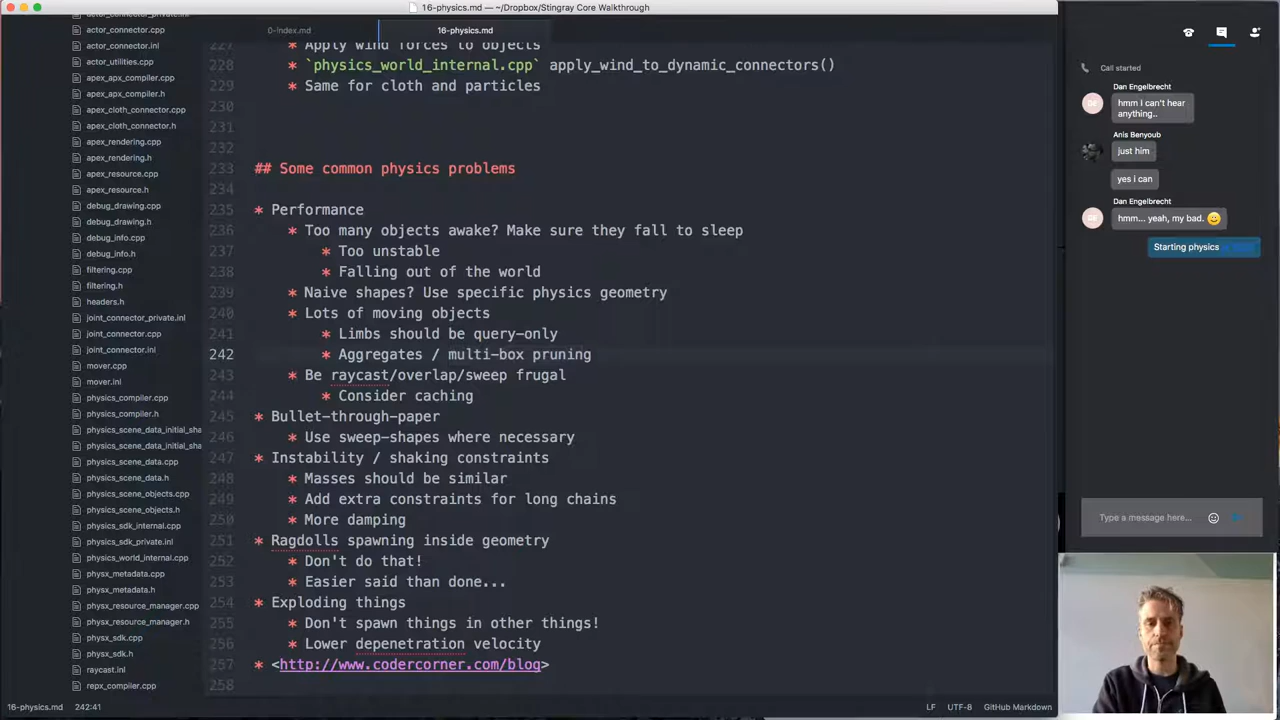 16-physics.md — ~/Dropbox/Stingray Core Walkthrough
0-index.md
16-physics.md
actor_connector_private.inl
actor_connector.cpp
actor_connector.inl
actor_utilities.cpp
apex_apx_compiler.cpp
apex_apx_compiler.h
apex_cloth_connector.cpp
apex_cloth_connector.h
apex_rendering.cpp
apex_rendering.h
apex_resource.cpp
apex_resource.h
debug_drawing.cpp
debug_drawing.h
debug_info.cpp
debug_info.h
filtering.cpp
filtering.h
headers.h
joint_connector_private.inl
joint_connector.cpp
joint_connector.inl
mover.cpp
mover.inl
physics_compiler.cpp
physics_compiler.h
physics_scene_data_initial_sha
physics_scene_data_initial_sha
physics_scene_data.cpp
physics_scene_data.h
physics_scene_objects.cpp
physics_scene_objects.h
physics_sdk_internal.cpp
physics_sdk_private.inl
physics_world_internal.cpp
physx_metadata.cpp
physx_metadata.h
physx_resource_manager.cpp
physx_resource_manager.h
physx_sdk.cpp
physx_sdk.h
raycast.inl
repx_compiler.cpp
227 * Apply wind forces to objects
228 * `physics_world_internal.cpp` apply_wind_to_dynamic_connectors()
229 * Same for cloth and particles
230
231
232
233 ## Some common physics problems
234
235 * Performance
236 * Too many objects awake? Make sure they fall to sleep
237 * Too unstable
238 * Falling out of the world
239 * Naive shapes? Use specific physics geometry
240 * Lots of moving objects
241 * Limbs should be query-only
242 * Aggregates / multi-box pruning
243 * Be raycast/overlap/sweep frugal
244 * Consider caching
245 * Bullet-through-paper
246 * Use sweep-shapes where necessary
247 * Instability / shaking constraints
248 * Masses should be similar
249 * Add extra constraints for long chains
250 * More damping
251 * Ragdolls spawning inside geometry
252 * Don't do that!
253 * Easier said than done...
254 * Exploding things
255 * Don't spawn things in other things!
256 * Lower depenetration velocity
257 * <http://www.codercorner.com/blog>
258
16-physics.md 242:41
LF UTF-8 GitHub Markdown
Call started
Dan Engelbrecht
hmm I can't hear
anything..
Anis Benyoub
just him
yes i can
Dan Engelbrecht
hmm... yeah, my bad.
Starting physics
Type a message here...